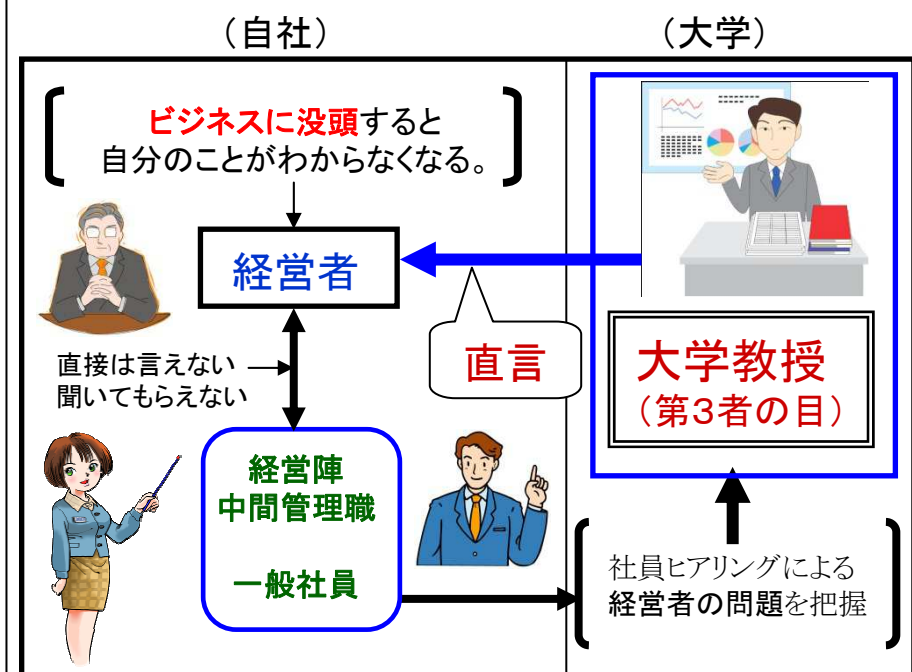 （自社）
（大学）
ビジネスに没頭すると
自分のことがわからなくなる。
経営者
直言
大学教授
（第3者の目）
直接は言えない
聞いてもらえない
経営陣
中間管理職
一般社員
社員ヒアリングによる
経営者の問題を把握